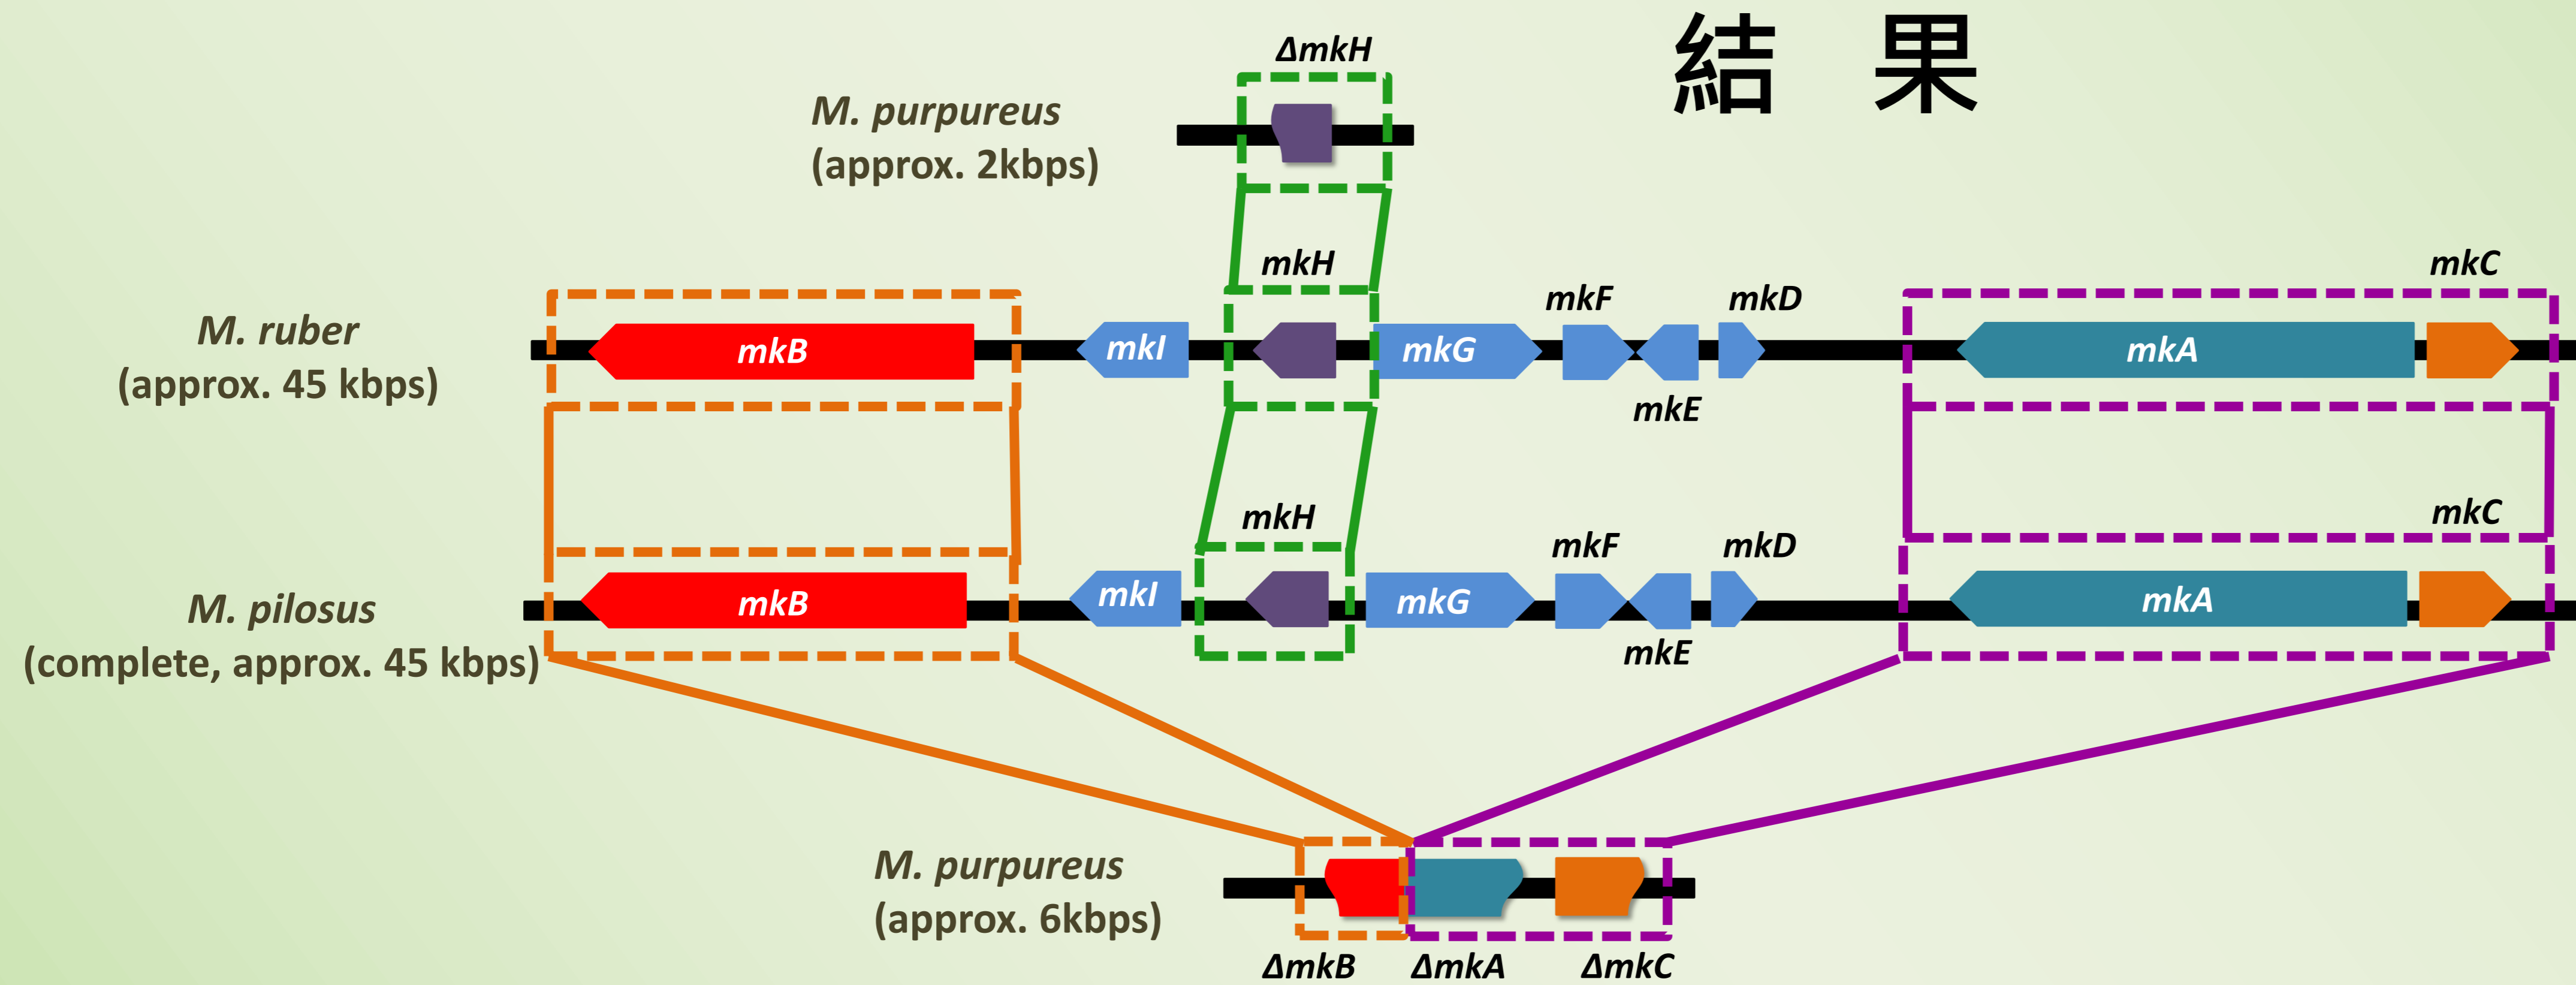 結 果
ΔmkH
M. purpureus
(approx. 2kbps)
mkH
mkC
mkF
mkD
M. ruber
(approx. 45 kbps)
mkB
mkI
mkG
mkA
mkE
mkH
mkC
mkF
mkD
M. pilosus
(complete, approx. 45 kbps)
mkB
mkI
mkG
mkA
mkE
M. purpureus
(approx. 6kbps)
ΔmkB
ΔmkA
ΔmkC